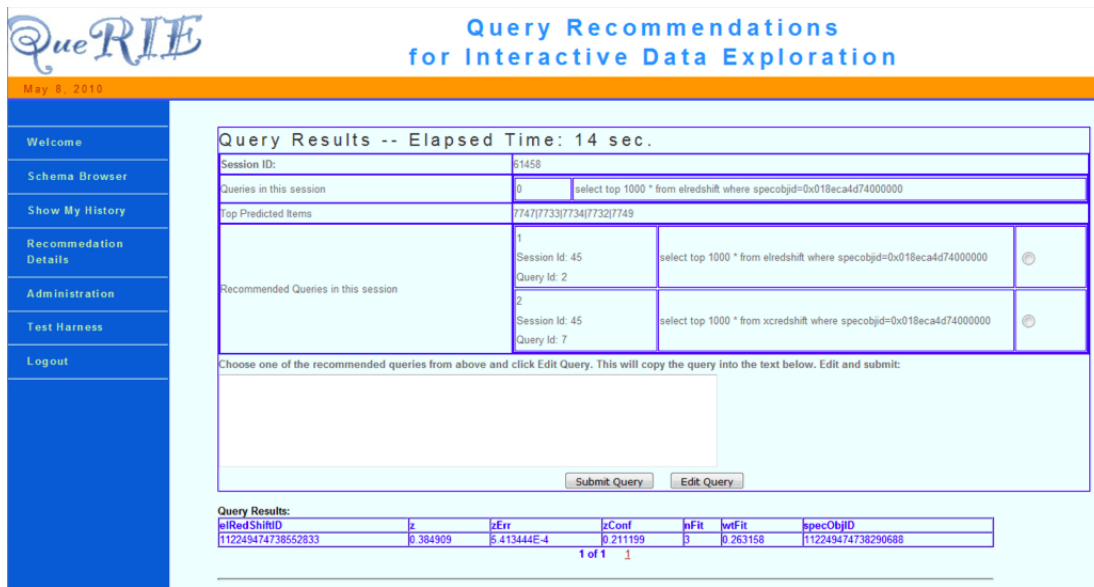 QueRIE
Query Recommendations
for Interactive Data Exploration
May 8, 2010
Welcome
Schema Browser
Show My History
Recommedation
Details
Administration
Test Harness
Logout
Query Results -- Elapsed Time: 14 sec.
Session ID: 61458
Queries in this session 0 select top 1000 * from elredshift where specobjid=0x018eca4d74000000
Top Predicted Items 7747|7733|7734|7732|7749
Recommended Queries in this session
1
Session Id: 45
Query Id: 2
select top 1000 * from elredshift where specobjid=0x018eca4d74000000
2
Session Id: 45
Query Id: 7
select top 1000 * from xcredshift where specobjid=0x018eca4d74000000
Choose one of the recommended queries from above and click Edit Query. This will copy the query into the text below. Edit and submit:
Submit Query Edit Query
Query Results:
elRedShiftID z zErr zConf nFit wtFit specObjID
112249474738552833 0.384909 5.413444E-4 0.211199 3 0.263158 112249474738290688
1 of 1 1